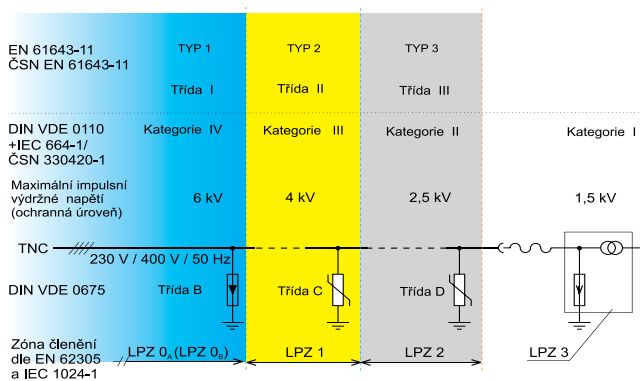 EN 61643-11
ČSN EN 61643-11
TYP 1 TYP 2 TYP 3
Třída I Třída II Třída III
DIN VDE 0110
+IEC 664-1/
ČSN 330420-1
Kategorie IV Kategorie III Kategorie II Kategorie I
Maximální impulsní
výdržné napětí
(ochranná úroveň)
6 kV 4 kV 2,5 kV 1,5 kV
TNC
230 V / 400 V / 50 Hz
DIN VDE 0675 Třída B Třída C Třída D
Zóna členění
dle EN 62305
a IEC 1024-1
LPZ 0A (LPZ 0B) LPZ 1 LPZ 2 LPZ 3